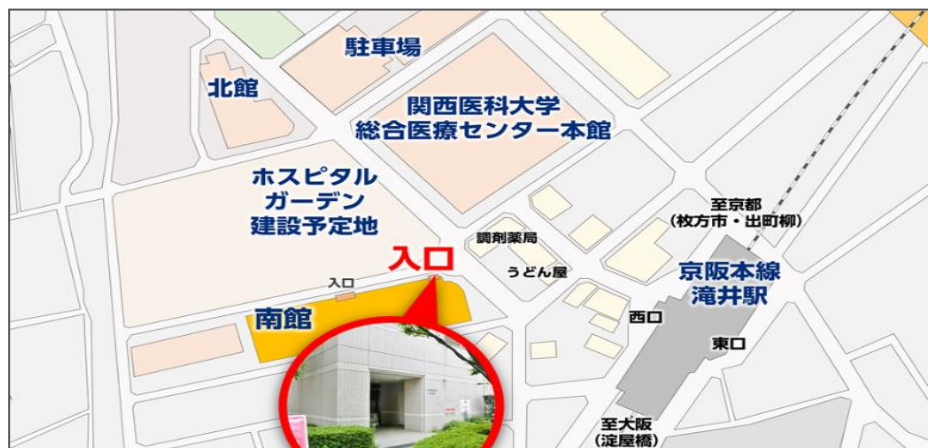 駐車場
北館
関西医科大学
総合医療センター本館
ホスピタル
ガーデン
建設予定地
至京都
(枚方市・出町柳)
調剤薬局
入口
うどん屋
京阪本線
滝井駅
入口
南館
西口
東口
至大阪
(淀屋橋)